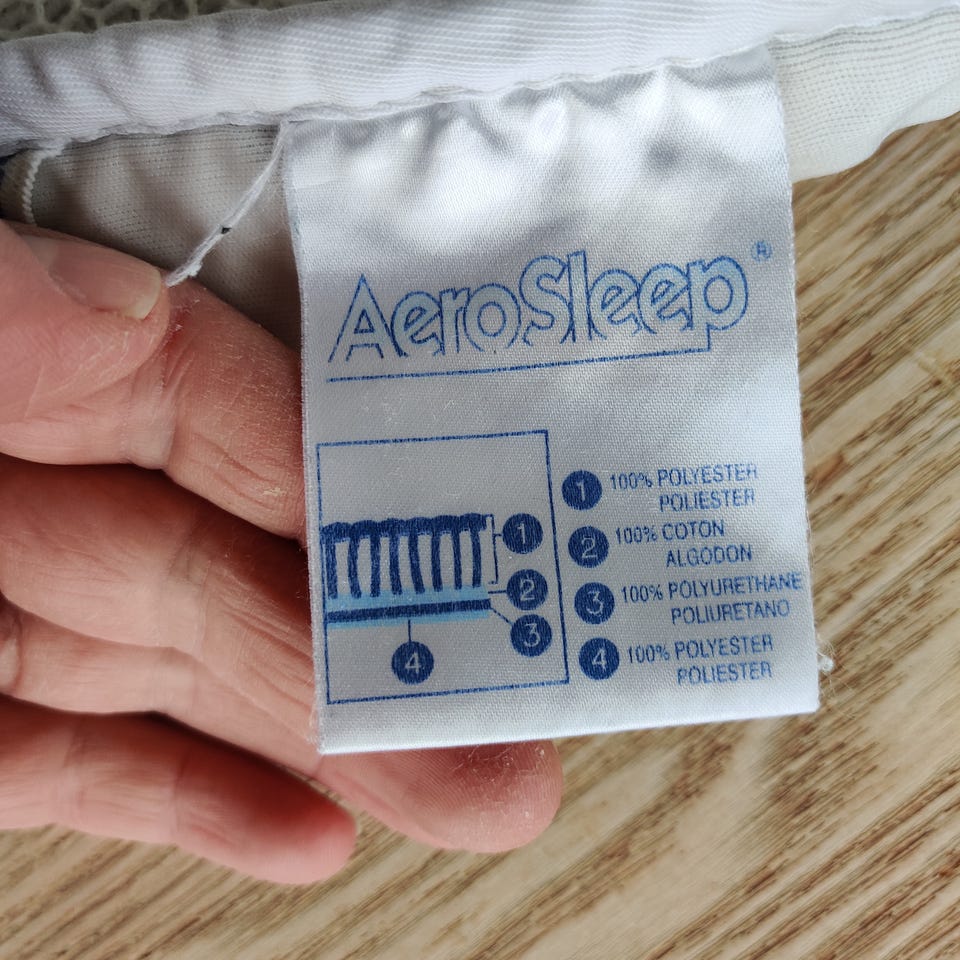 AeroSleep®
1
2
3
4
1 100% POLYESTER
POLIESTER
2 100% COTON
ALGODON
3 100% POLYURETHANE
POLIURETANO
4 100% POLYESTER
POLIESTER